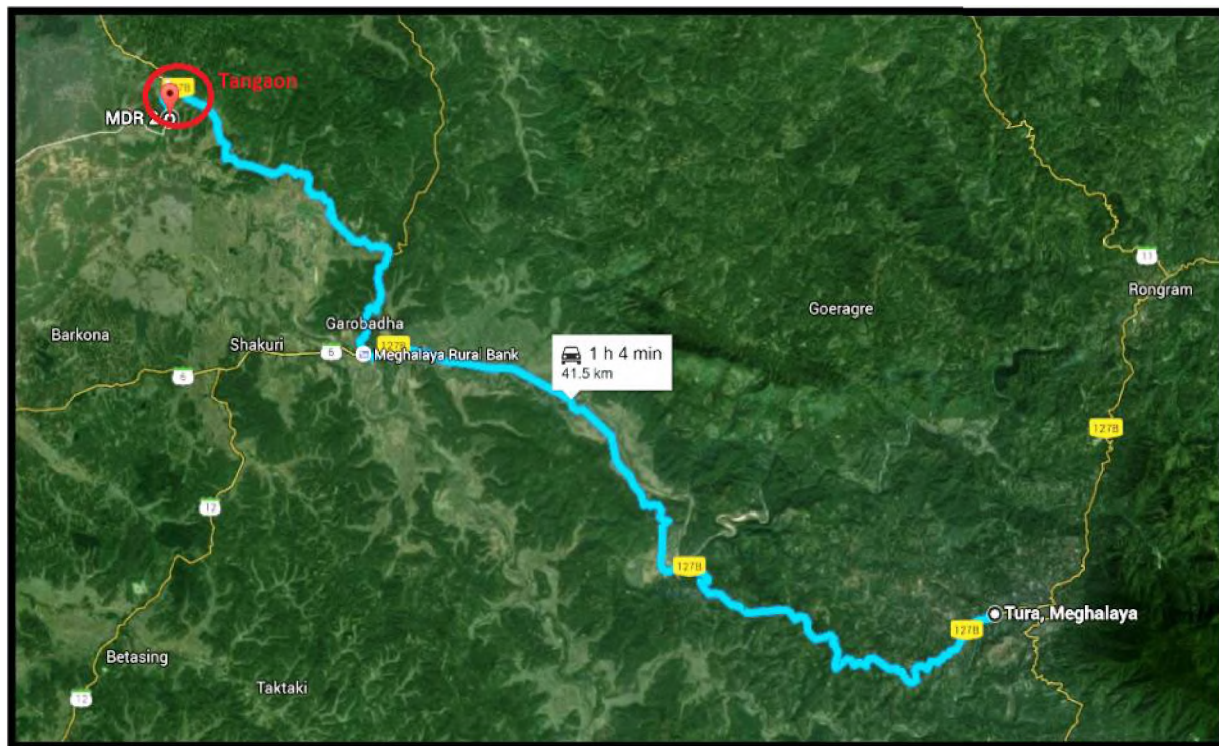 127B
Tangaon
MDR 2
11
Rongram
Goeragre
Barkona
Shakuri
Garobadha
6
127B
Meghalaya Rural Bank
1 h 4 min
41.5 km
6
127B
12
127B
Tura, Meghalaya
127B
Betasing
Taktaki
12